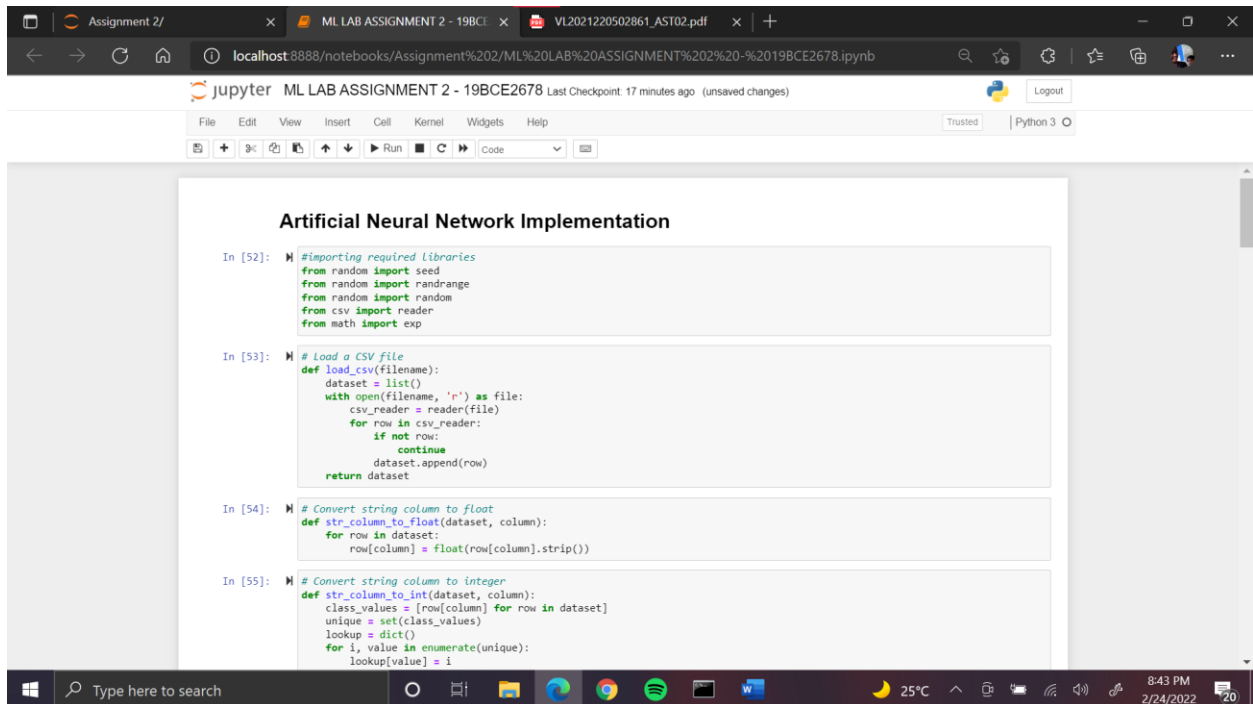 Assignment 2/
ML LAB ASSIGNMENT 2 - 19BCE
VL2021220502861_AST02.pdf
localhost:8888/notebooks/Assignment%202/ML%20LAB%20ASSIGNMENT%202%20-%2019BCE2678.ipynb
jupyter ML LAB ASSIGNMENT 2 - 19BCE2678 Last Checkpoint: 17 minutes ago (unsaved changes)
Logout
File Edit View Insert Cell Kernel Widgets Help
Trusted Python 3
Run Code
Artificial Neural Network Implementation
In [52]: #importing required libraries
from random import seed
from random import randrange
from random import random
from csv import reader
from math import exp
In [53]: # Load a CSV file
def load_csv(filename):
    dataset = list()
    with open(filename, 'r') as file:
        csv_reader = reader(file)
        for row in csv_reader:
            if not row:
                continue
            dataset.append(row)
    return dataset
In [54]: # Convert string column to float
def str_column_to_float(dataset, column):
    for row in dataset:
        row[column] = float(row[column].strip())
In [55]: # Convert string column to integer
def str_column_to_int(dataset, column):
    class_values = [row[column] for row in dataset]
    unique = set(class_values)
    lookup = dict()
    for i, value in enumerate(unique):
        lookup[value] = i
Type here to search
25°C
8:43 PM
2/24/2022
20